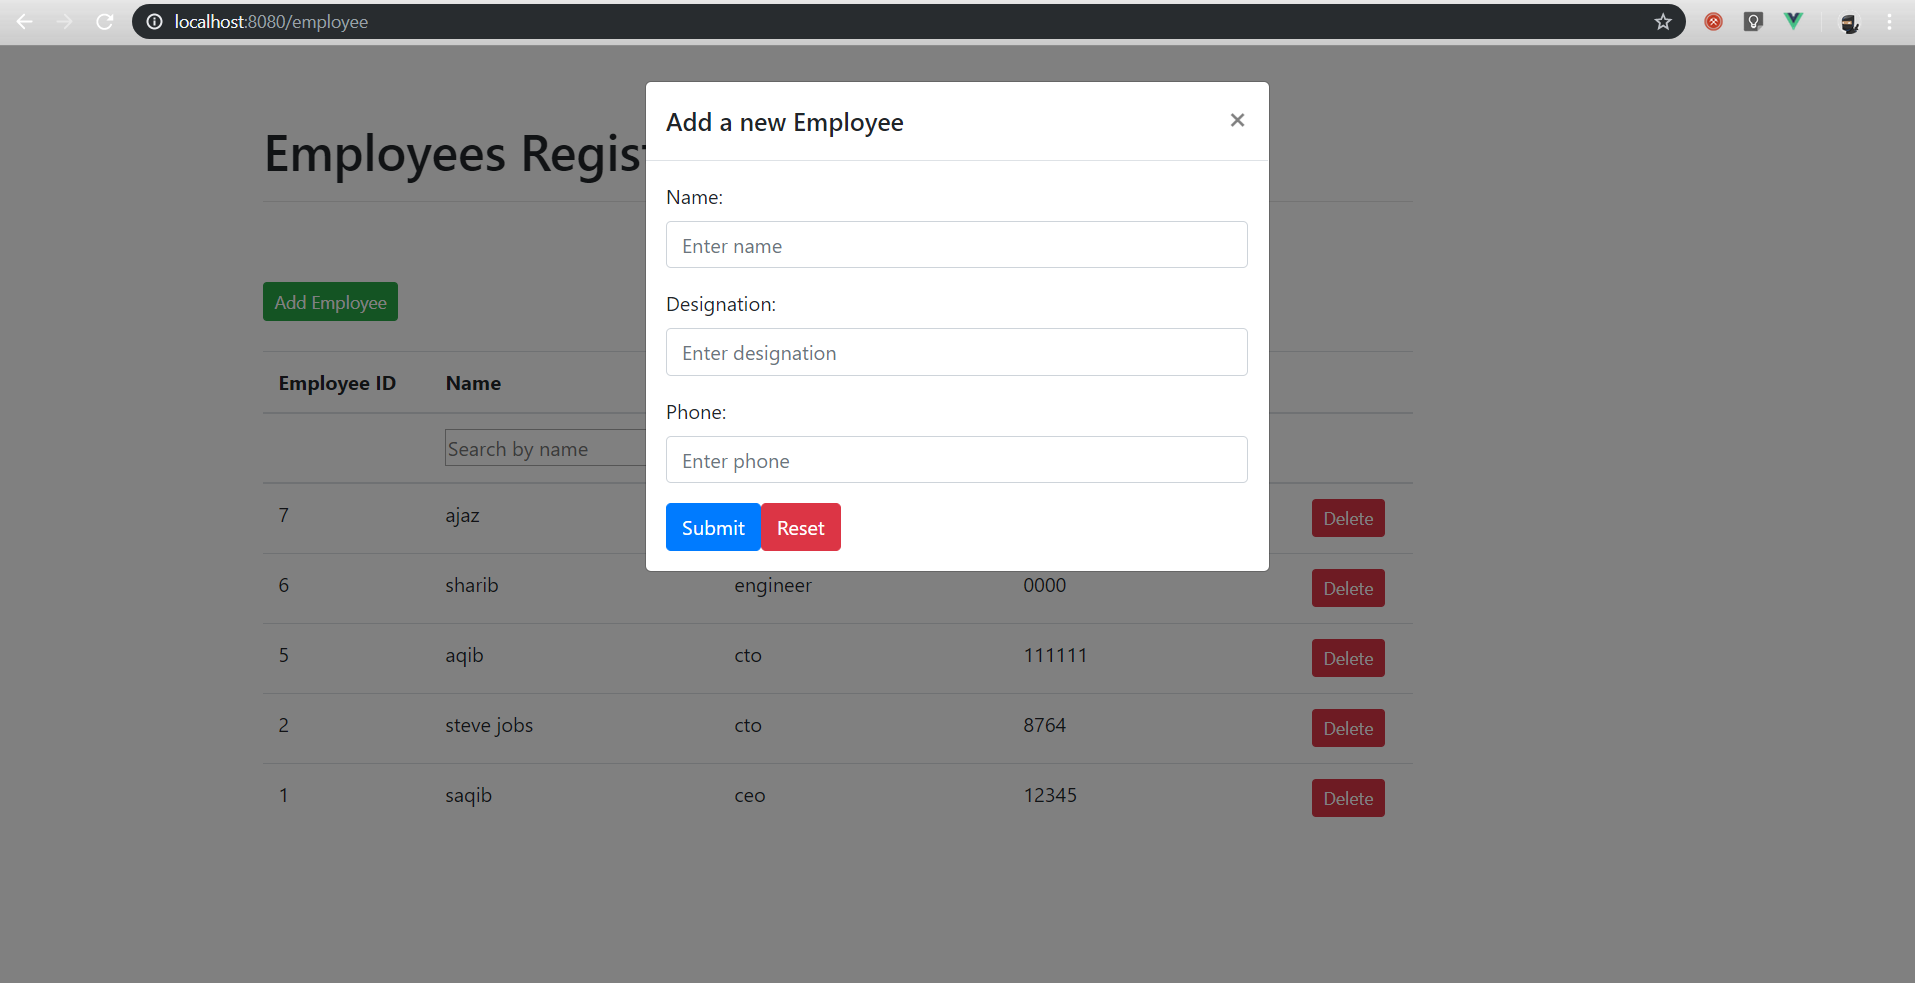 localhost:8080/employee
Add a new Employee ×
Employees Regist
Name:
Enter name
Designation:
Enter designation
Phone:
Enter phone
Submit Reset
Add Employee
Employee ID Name
Search by name
7 ajaz Delete
6 sharib engineer 0000 Delete
5 aqib cto 111111 Delete
2 steve jobs cto 8764 Delete
1 saqib ceo 12345 Delete